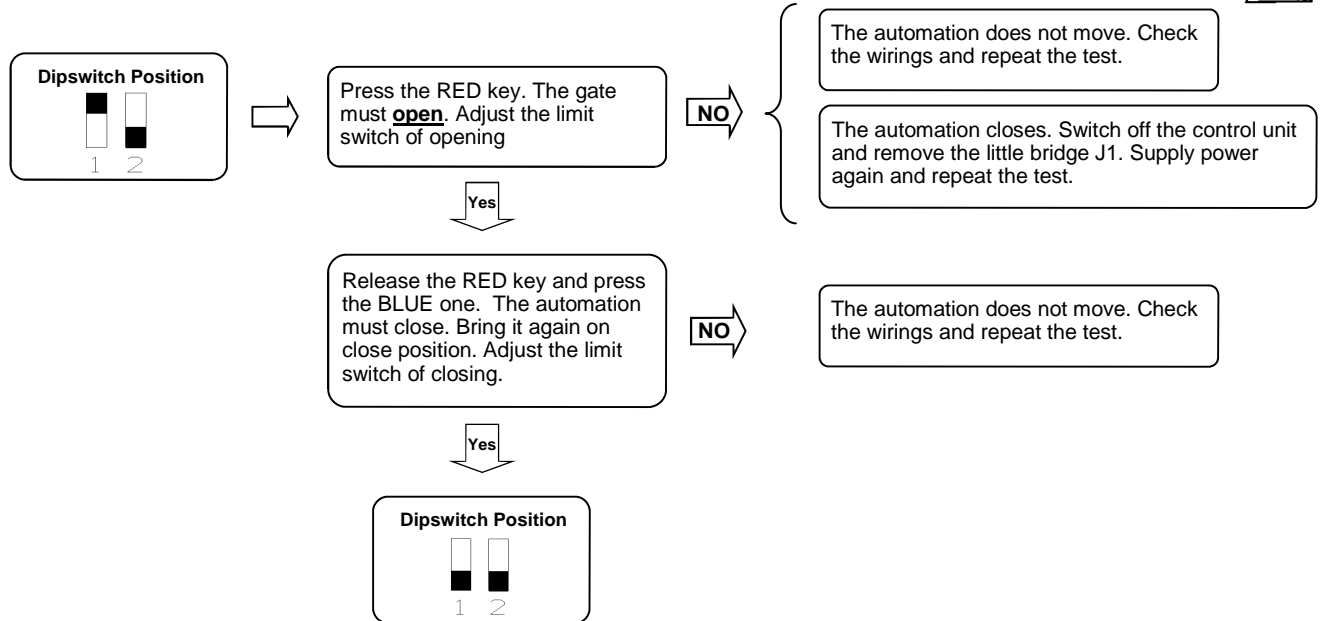 Dipswitch Position
1 2
Press the RED key. The gate
must open. Adjust the limit
switch of opening
NO
The automation does not move. Check
the wirings and repeat the test.
The automation closes. Switch off the control unit
and remove the little bridge J1. Supply power
again and repeat the test.
Yes
Release the RED key and press
the BLUE one. The automation
must close. Bring it again on
close position. Adjust the limit
switch of closing.
NO
The automation does not move. Check
the wirings and repeat the test.
Yes
Dipswitch Position
1 2